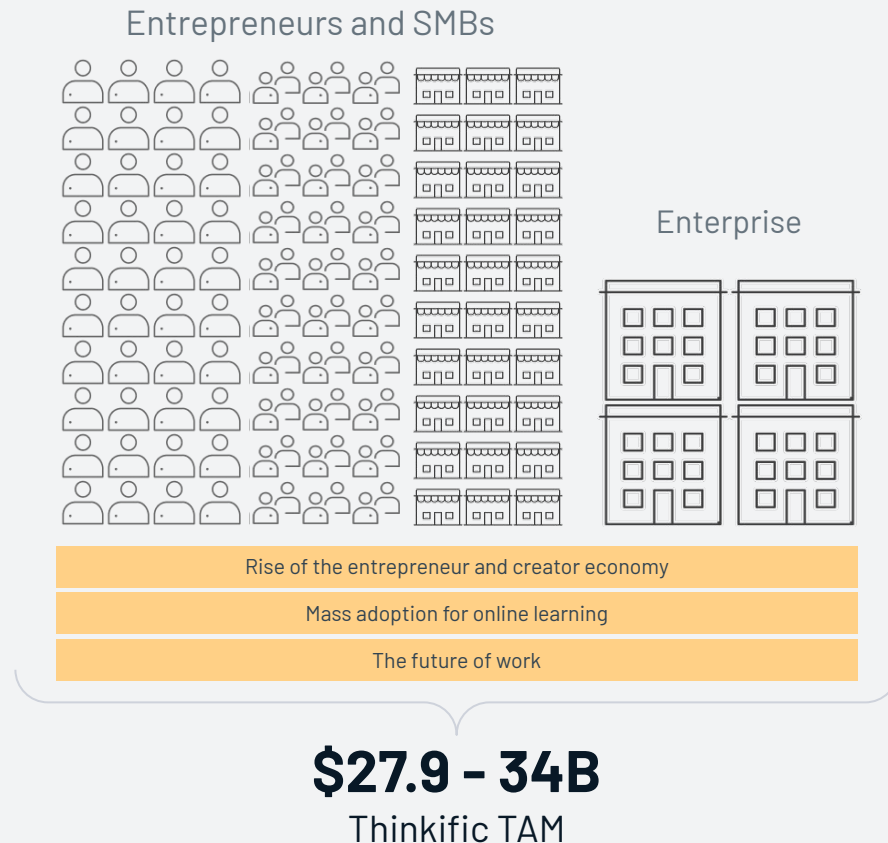 Entrepreneurs and SMBs
Enterprise
Rise of the entrepreneur and creator economy
Mass adoption for online learning
The future of work
$27.9 - 34B
Thinkific TAM